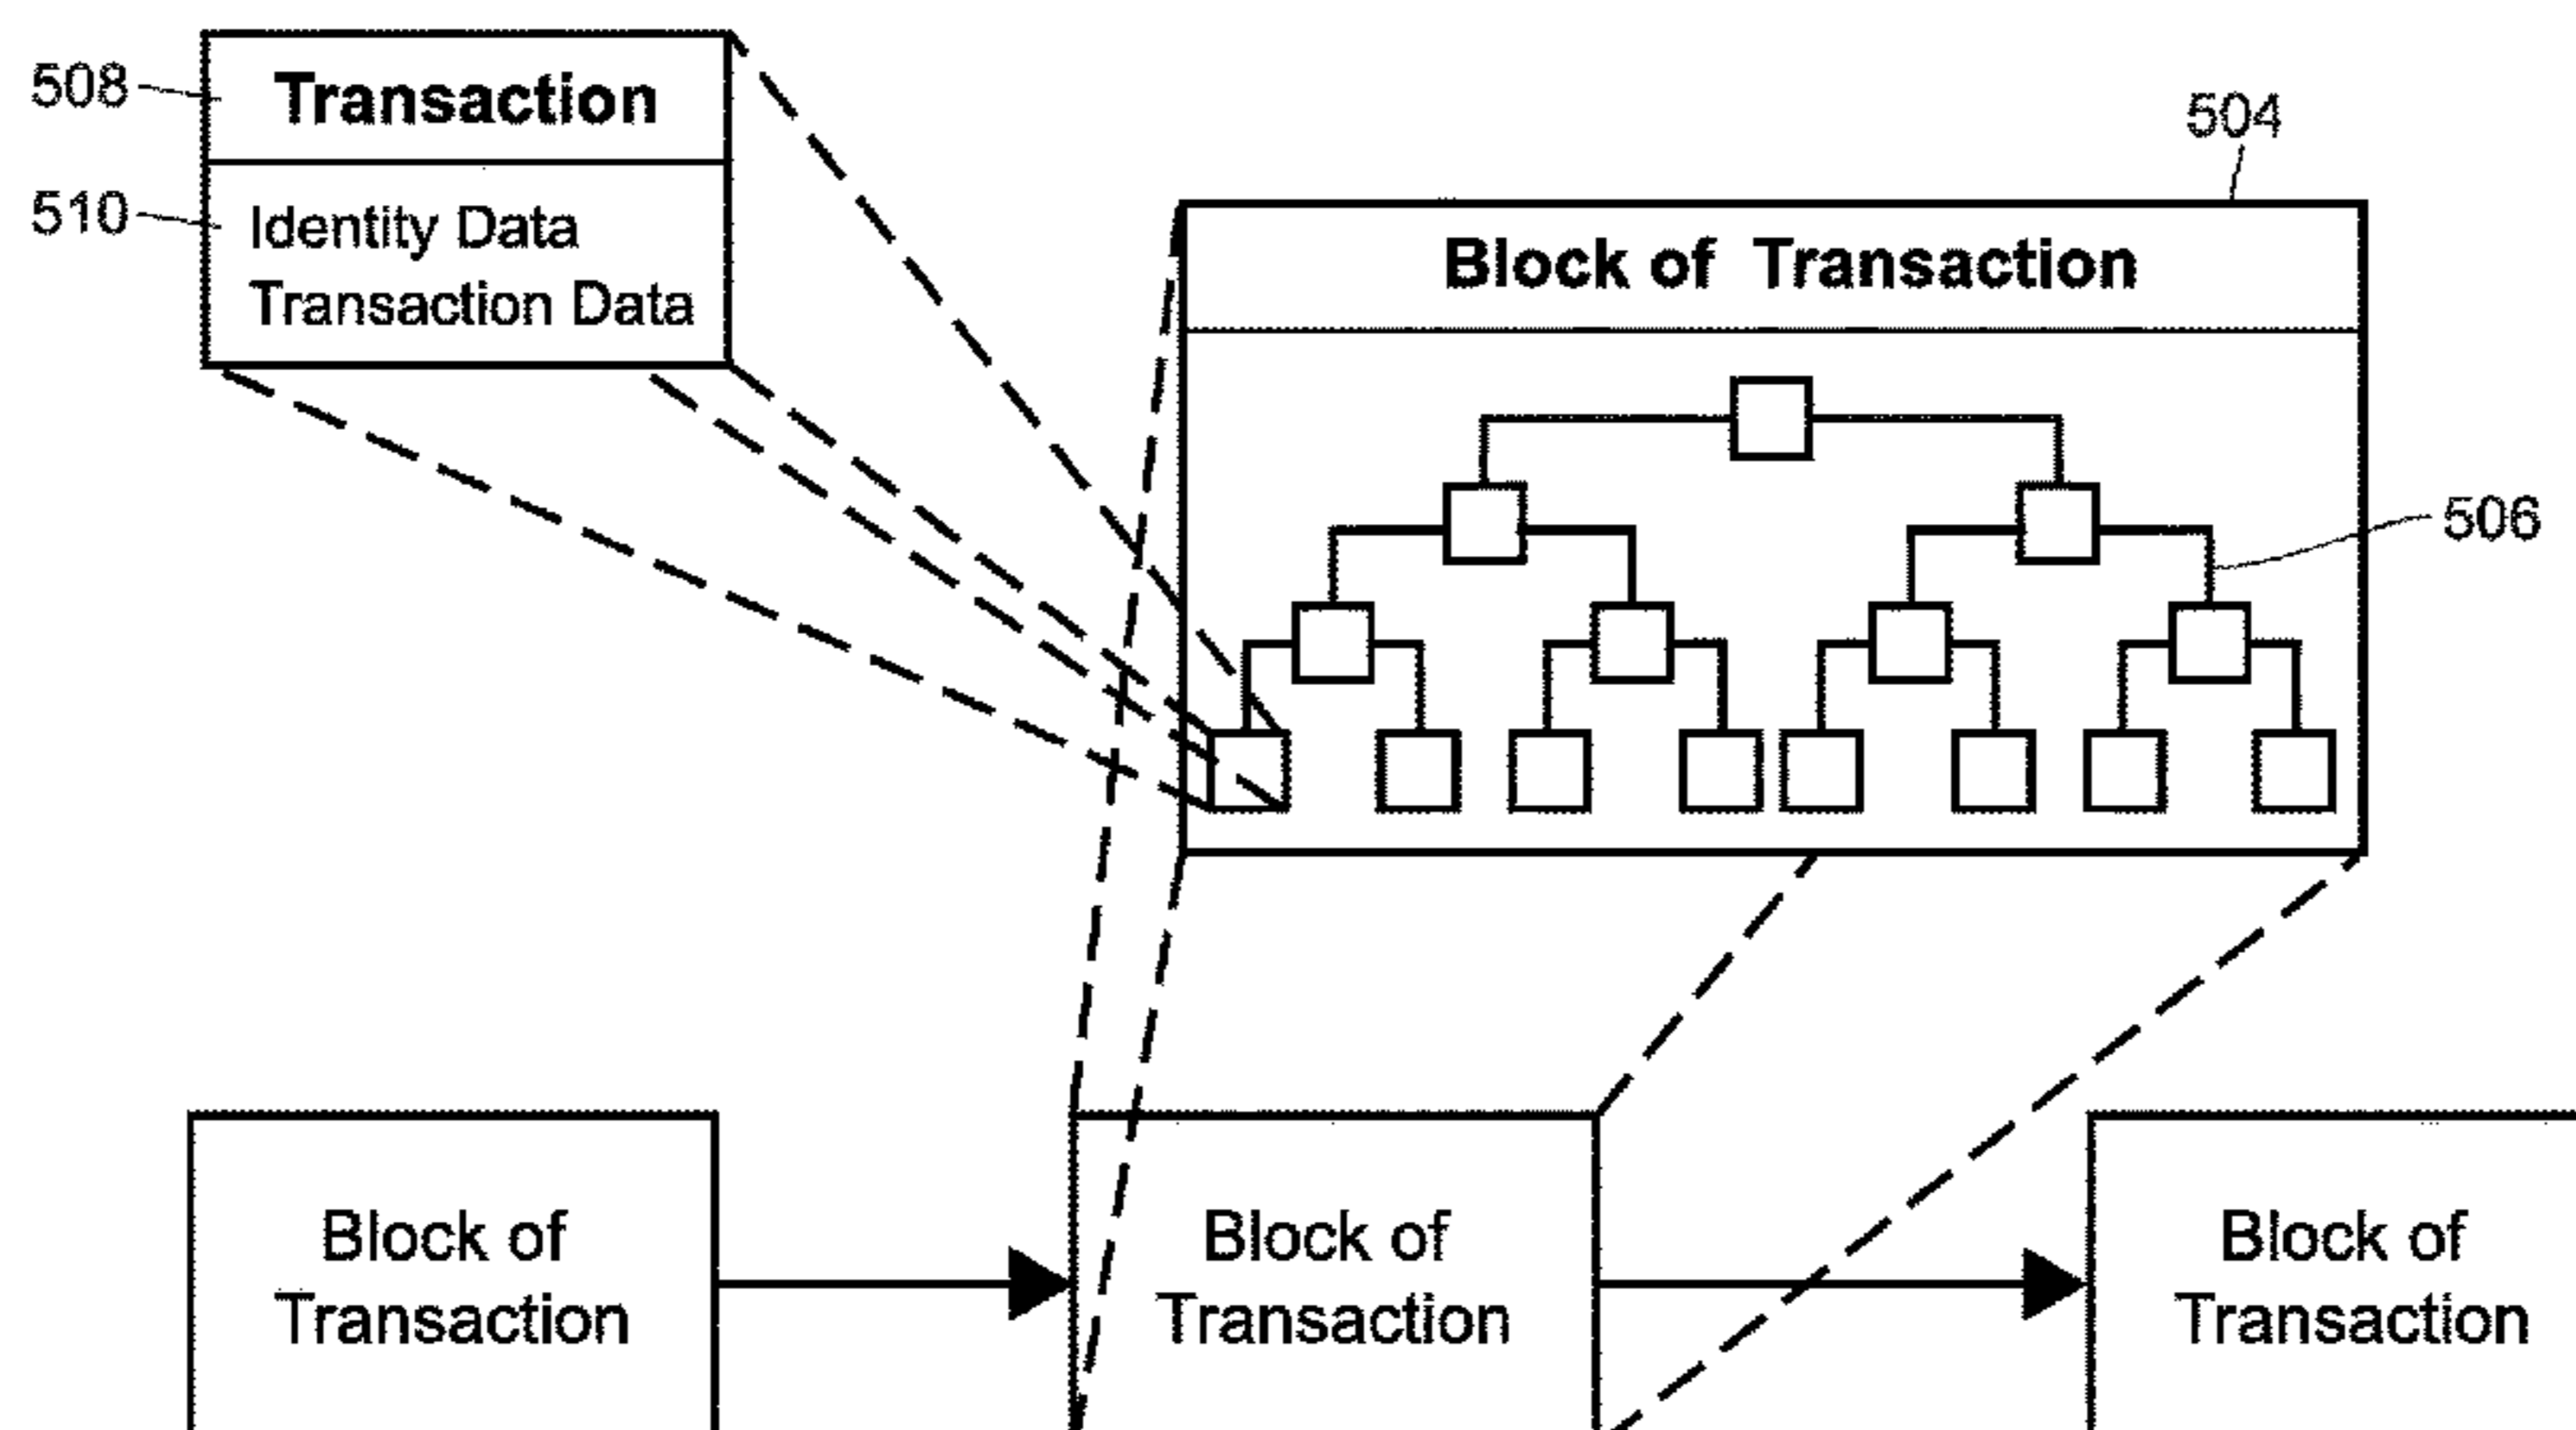 508
Transaction
510
Identity Data
Transaction Data
504
Block of Transaction
506
Block of
Transaction
Block of
Transaction
Block of
Transaction